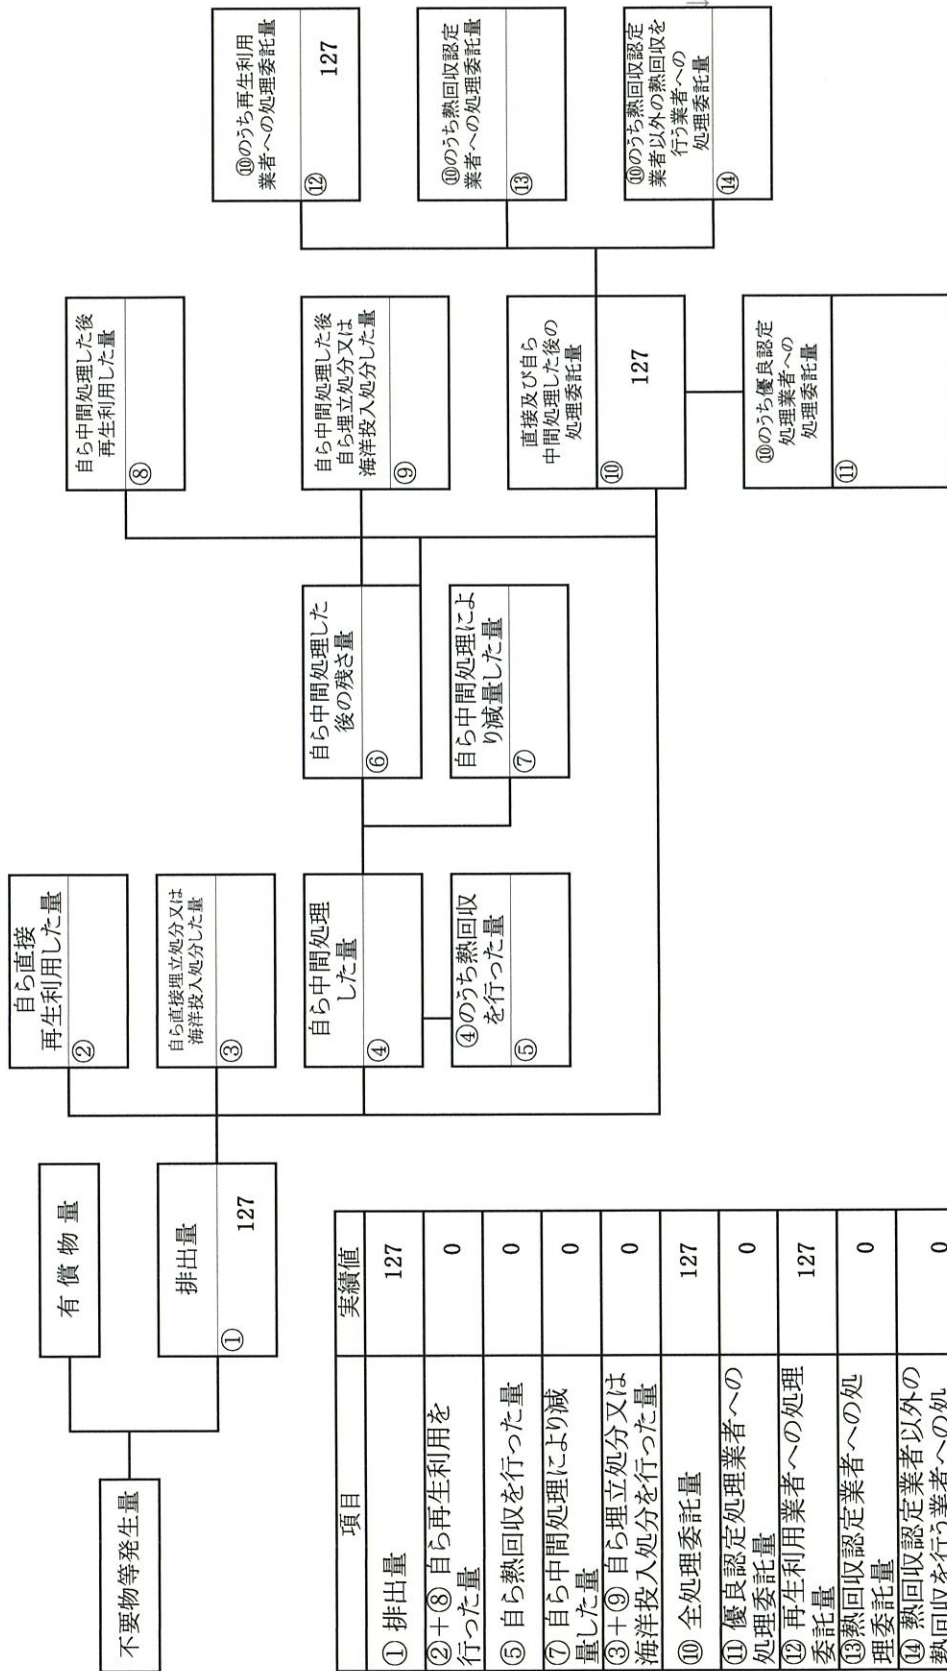 不要物等発生量
有償物量
排出量
①
127
自ら直接
再生利用した量
②
自ら直接埋立処分又は
海洋投入処分した量
③
自ら中間処理
した量
④
④のうち熱回収
を行った量
⑤
自ら中間処理した
後の残さ量
⑥
自ら中間処理によ
り減量した量
⑦
自ら中間処理した後
再生利用した量
⑧
自ら中間処理した後
自ら埋立処分又は
海洋投入処分した量
⑨
直接及び自ら
中間処理した後の
処理委託量
⑩
127
⑩のうち優良認定
処理業者への
処理委託量
⑪
⑩のうち再生利用
業者への処理委託量
⑫
127
⑩のうち熱回収認定
業者への処理委託量
⑬
⑩のうち熱回収認定
業者以外の熱回収を
行う業者への
処理委託量
⑭
項目 実績値
① 排出量 127
②+⑧ 自ら再生利用を
行った量 0
⑤ 自ら熱回収を行った量 0
⑦ 自ら中間処理により減
量した量 0
③+⑨ 自ら埋立処分又は
海洋投入処分を行った量 0
⑩ 全処理委託量 127
⑪ 優良認定処理業者への
処理委託量 0
⑫ 再生利用業者への処理
委託量 127
⑬熱回収認定業者への処
理委託量 0
⑭ 熱回収認定業者以外の
熱回収を行う業者への処 0